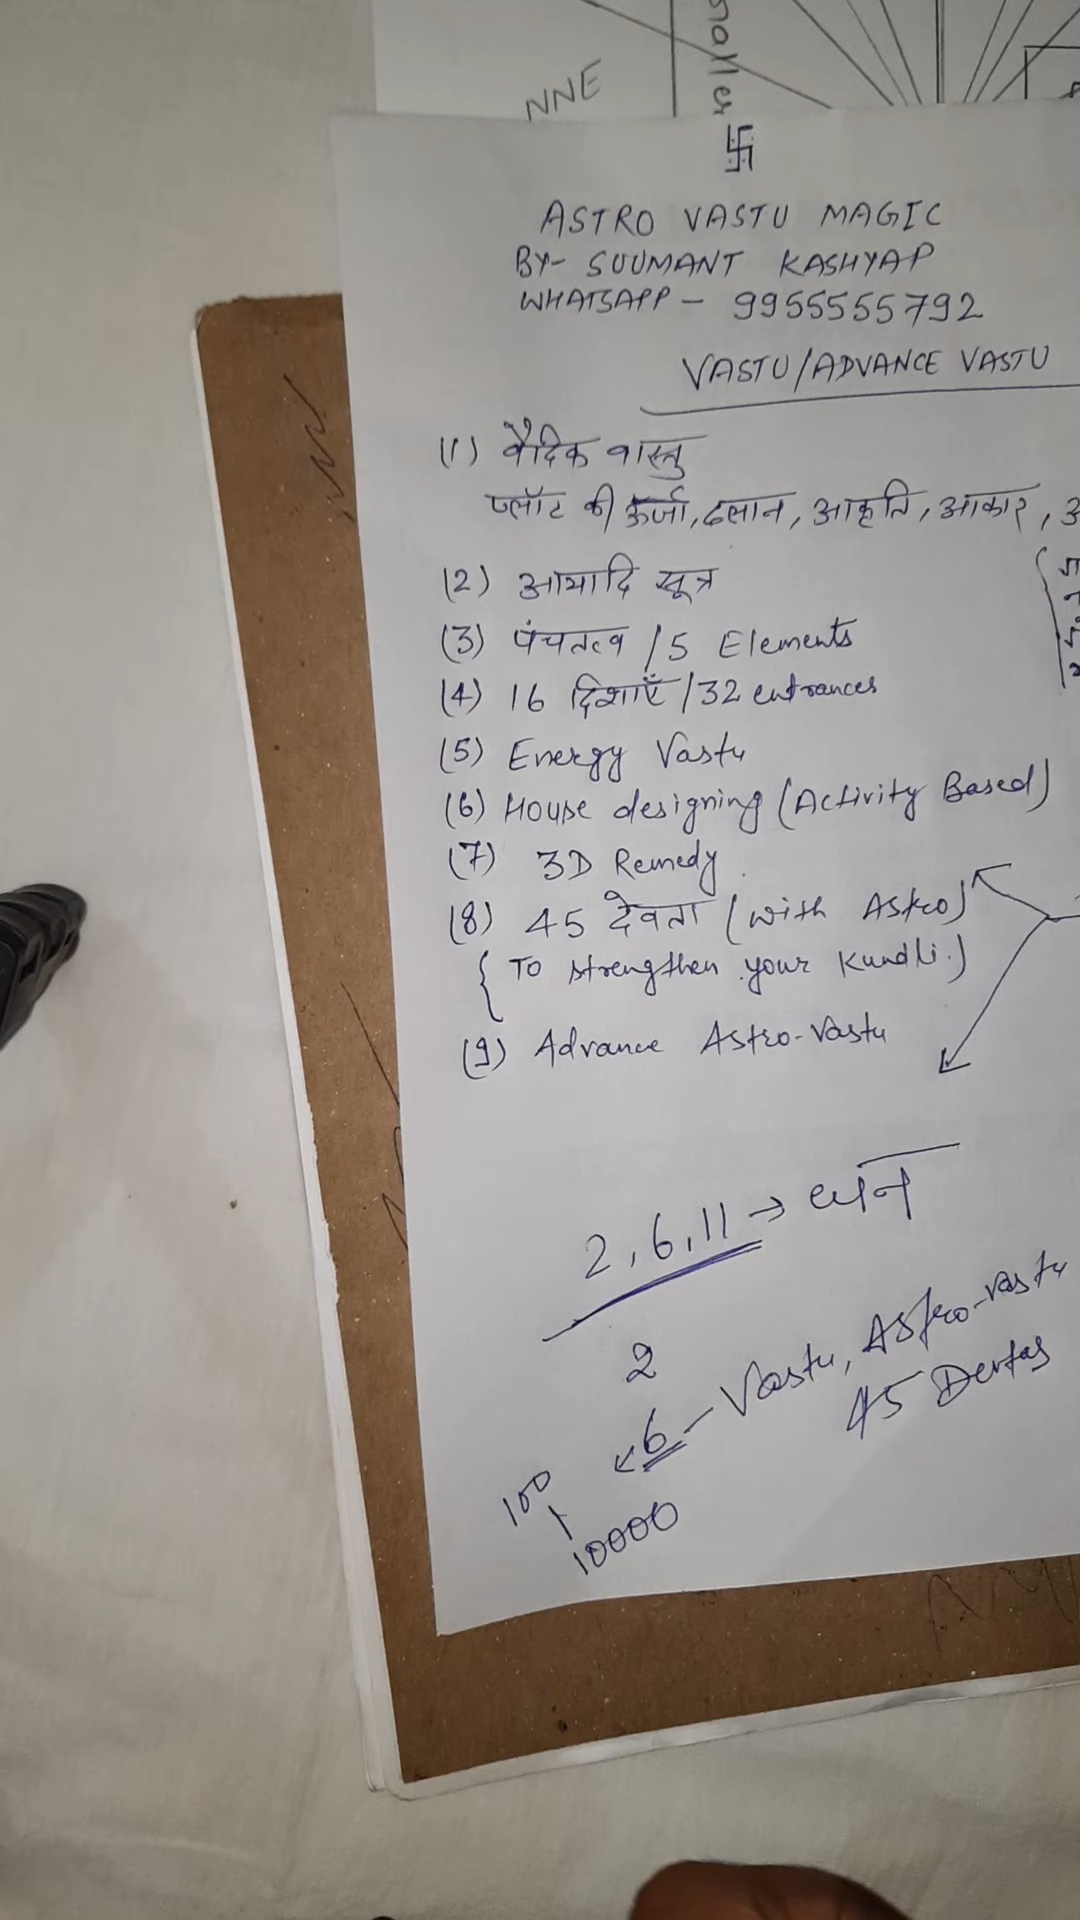 NNE
smaller
卐
ASTRO VASTU MAGIC
BY- SUUMANT KASHYAP
WHATSAPP - 9955555792
VASTU/ADVANCE VASTU
(1) वैदिक वास्तु
प्लॉट की ऊर्जा, ढलान, आकृति, आकार,
(2) आयादि सूत्र
(3) पंचतत्व / 5 Elements
(4) 16 दिशाएँ / 32 entrances
(5) Energy Vastu
(6) House designing (Activity Based)
(7) 3D Remedy
(8) 45 देवता (with Astro)
{ To strengthen your Kundli.)
(9) Advance Astro-Vastu
2, 6, 11 → धन
2
6 - Vastu, Astro-vastu
45 Devtas
100
10000